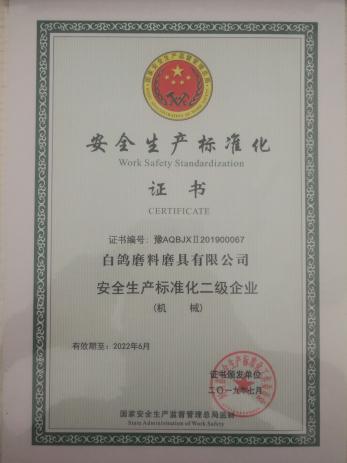 安全生产标准化
Work Safety Standardization
证书
CERTIFICATE
证书编号：豫AQBJXⅡ201900067
白鸽磨料磨具有限公司
安全生产标准化二级企业
(机 械)
有效期至：2022年6月
证书颁发单位
二〇一九年七月
国家安全生产监督管理总局监制
State Administration of Work Safety